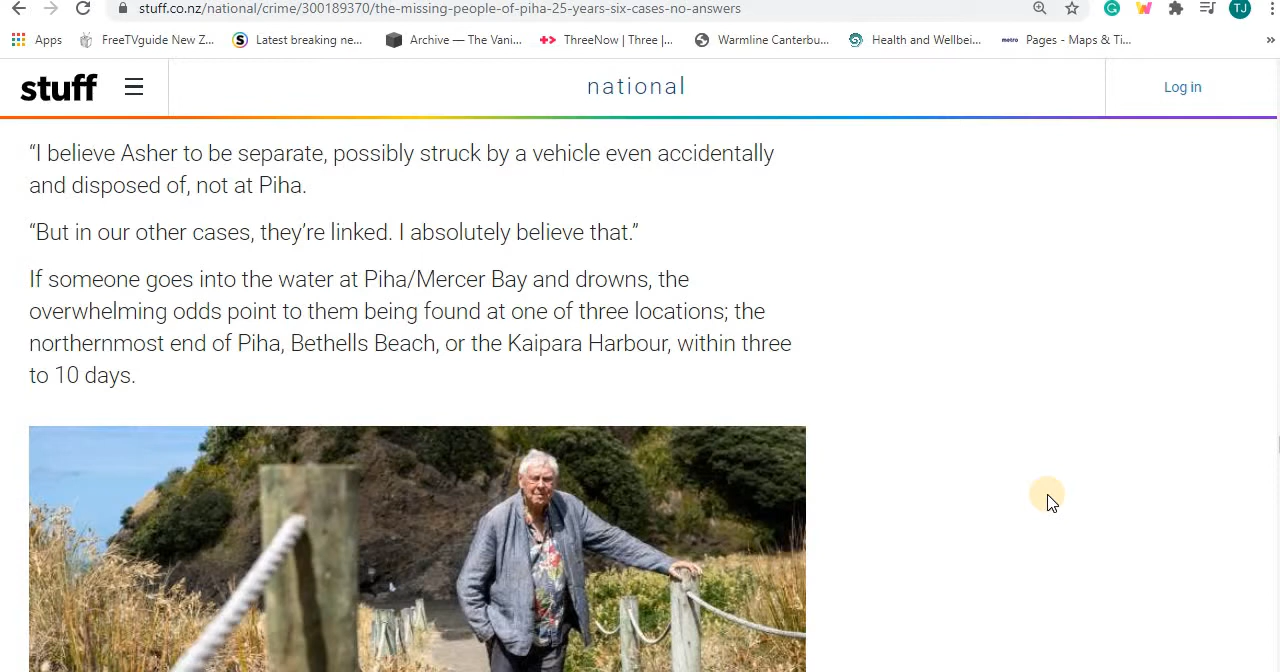 stuff.co.nz/national/crime/300189370/the-missing-people-of-piha-25-years-six-cases-no-answers
TJ
Apps FreeTVguide New Z... Latest breaking ne... Archive — The Vani... ThreeNow | Three |... Warmline Canterbu... Health and Wellbei... metro Pages - Maps & Ti... »
stuff national Log in
“I believe Asher to be separate, possibly struck by a vehicle even accidentally
and disposed of, not at Piha.
“But in our other cases, they’re linked. I absolutely believe that.”
If someone goes into the water at Piha/Mercer Bay and drowns, the
overwhelming odds point to them being found at one of three locations; the
northernmost end of Piha, Bethells Beach, or the Kaipara Harbour, within three
to 10 days.